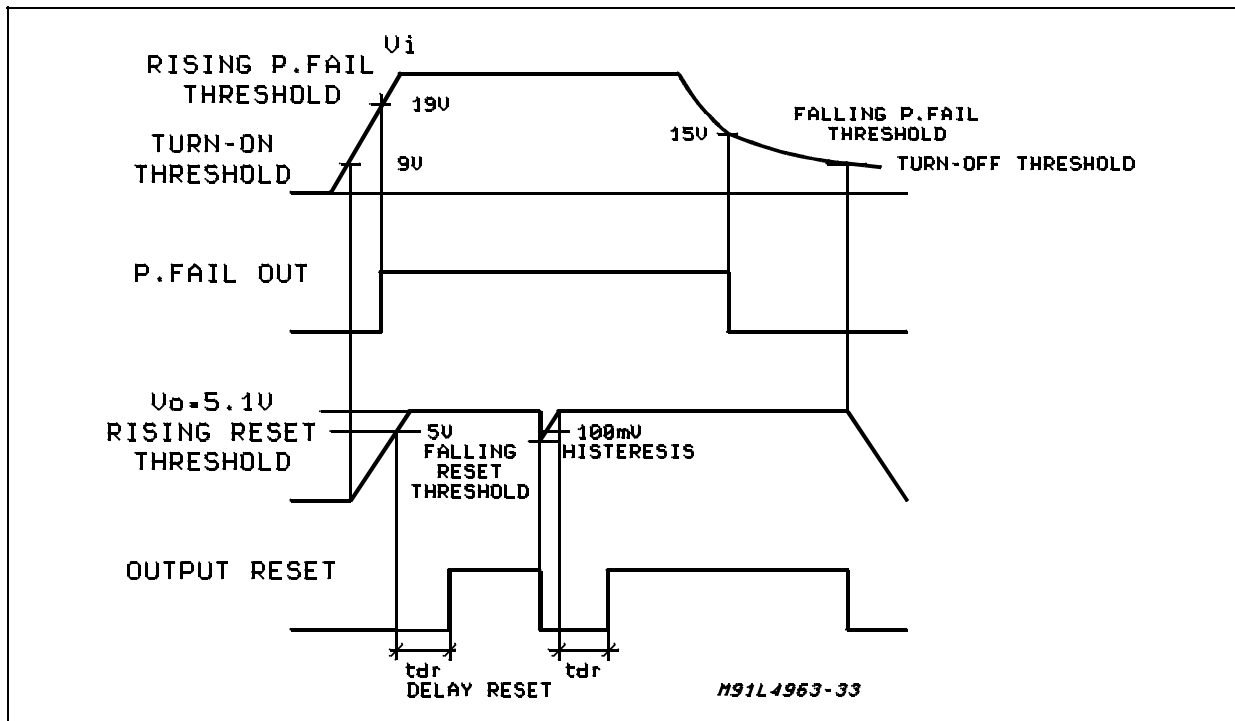 Vi
RISING P.FAIL
THRESHOLD
19V
FALLING P.FAIL
THRESHOLD
15V
TURN-ON
THRESHOLD
9V
TURN-OFF THRESHOLD
P.FAIL OUT
Vo=5.1V
RISING RESET
THRESHOLD
5V
FALLING
RESET
THRESHOLD
100mV
HISTERESIS
OUTPUT RESET
tdr
tdr
DELAY RESET
M91L4963-33